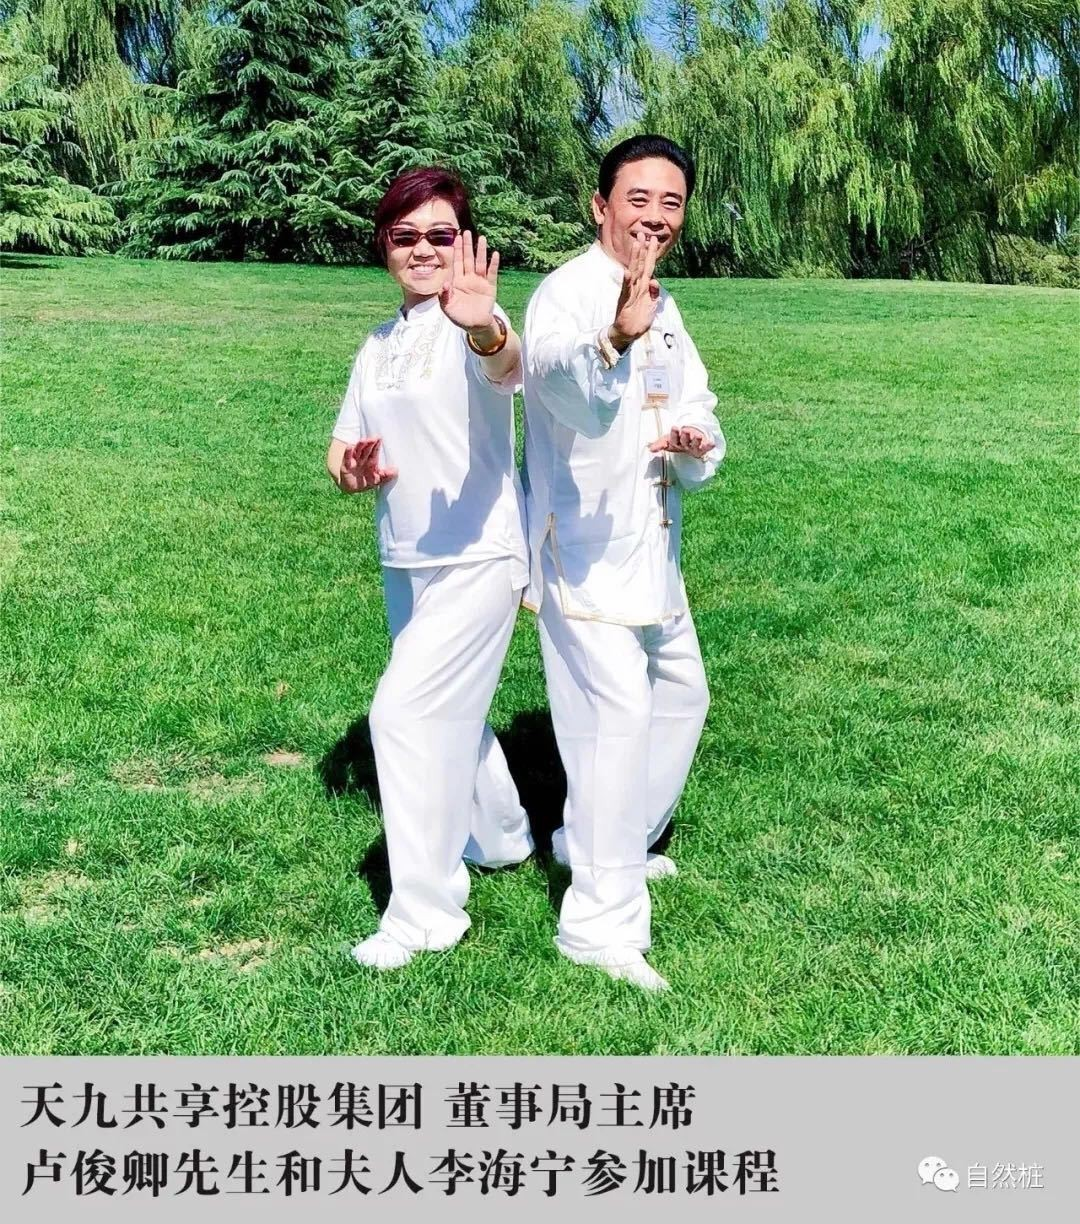 天九共享控股集团 董事局主席
卢俊卿先生和夫人李海宁参加课程
自然桩